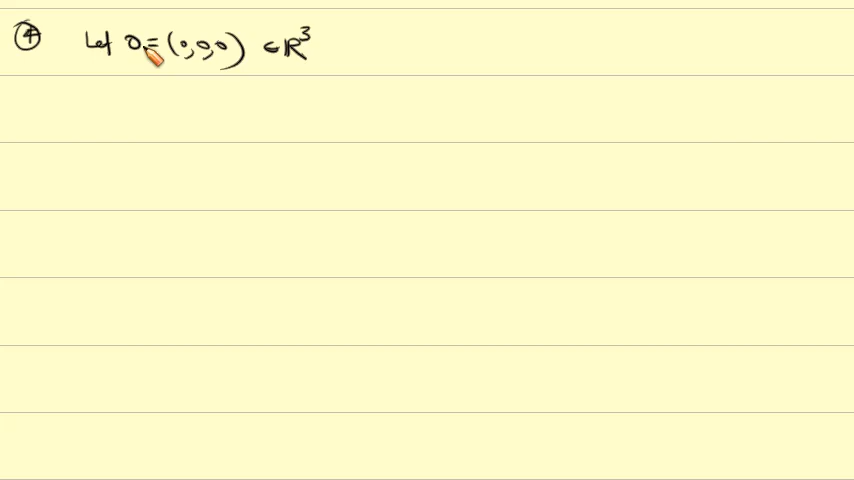 ④ Let 0 = (0,0,0) ∈ ℝ³